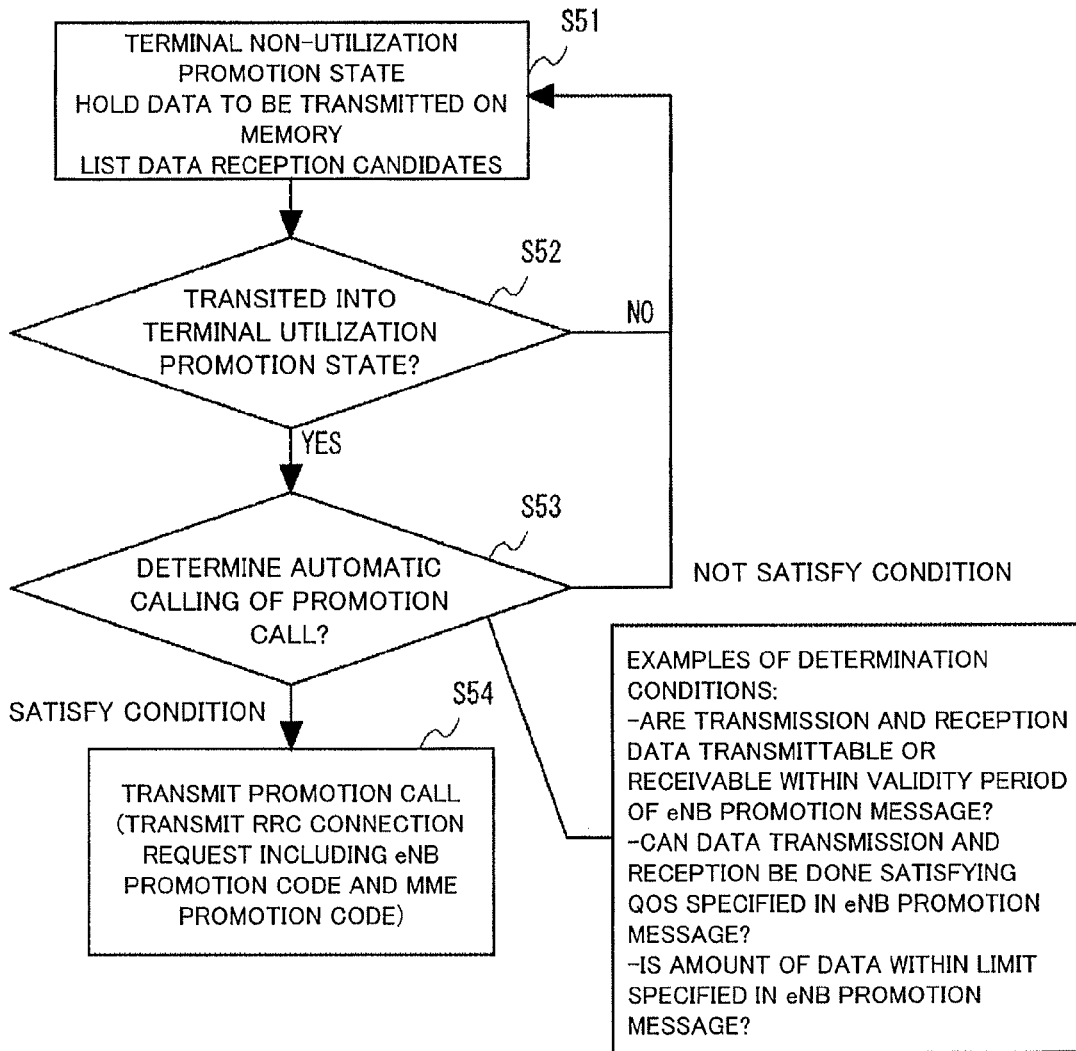 S51
TERMINAL NON-UTILIZATION
PROMOTION STATE
HOLD DATA TO BE TRANSMITTED ON
MEMORY
LIST DATA RECEPTION CANDIDATES
S52
TRANSITED INTO
TERMINAL UTILIZATION
PROMOTION STATE?
NO
YES
S53
DETERMINE AUTOMATIC
CALLING OF PROMOTION
CALL?
NOT SATISFY CONDITION
SATISFY CONDITION
S54
TRANSMIT PROMOTION CALL
(TRANSMIT RRC CONNECTION
REQUEST INCLUDING eNB
PROMOTION CODE AND MME
PROMOTION CODE)
EXAMPLES OF DETERMINATION
CONDITIONS:
-ARE TRANSMISSION AND RECEPTION
DATA TRANSMITTABLE OR
RECEIVABLE WITHIN VALIDITY PERIOD
OF eNB PROMOTION MESSAGE?
-CAN DATA TRANSMISSION AND
RECEPTION BE DONE SATISFYING
QOS SPECIFIED IN eNB PROMOTION
MESSAGE?
-IS AMOUNT OF DATA WITHIN LIMIT
SPECIFIED IN eNB PROMOTION
MESSAGE?